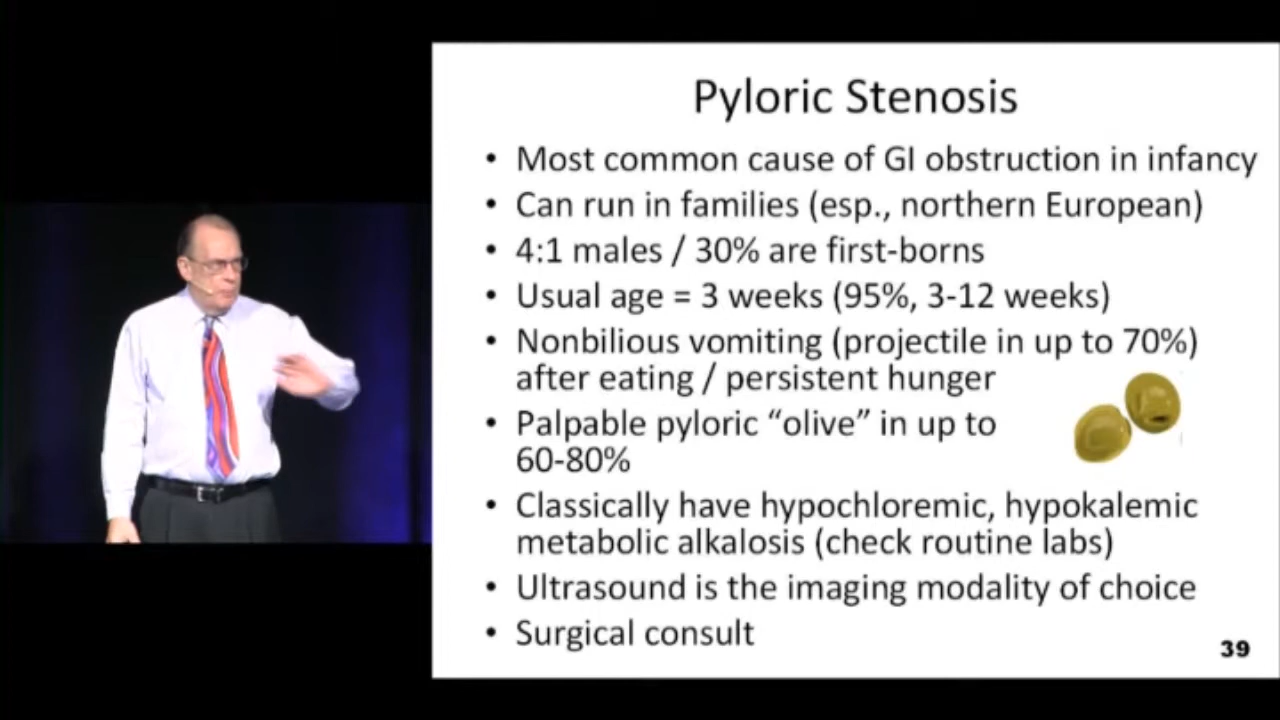 Pyloric Stenosis
• Most common cause of GI obstruction in infancy
• Can run in families (esp., northern European)
• 4:1 males / 30% are first-borns
• Usual age = 3 weeks (95%, 3-12 weeks)
• Nonbilious vomiting (projectile in up to 70%)
after eating / persistent hunger
• Palpable pyloric “olive” in up to
60-80%
• Classically have hypochloremic, hypokalemic
metabolic alkalosis (check routine labs)
• Ultrasound is the imaging modality of choice
• Surgical consult
39